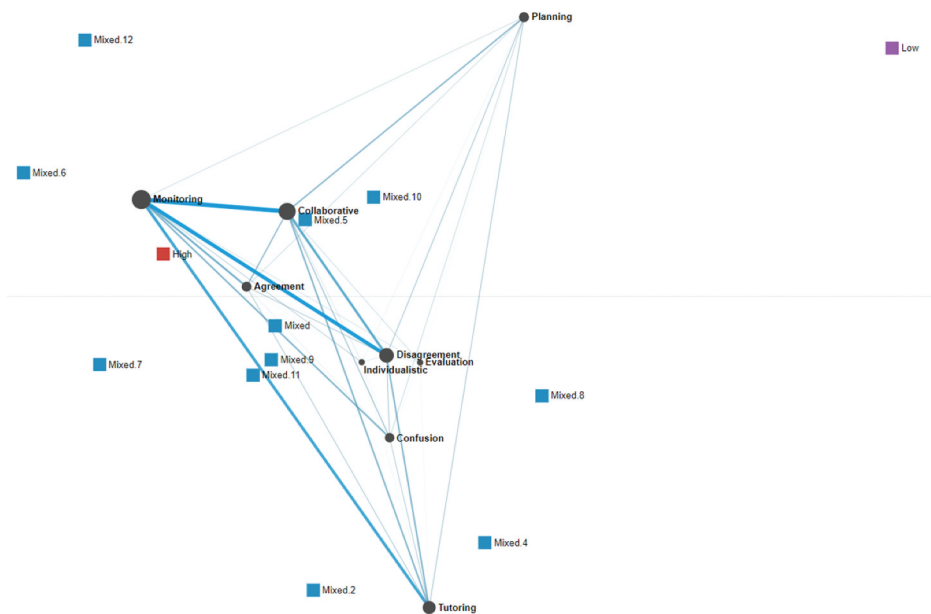 Planning
Mixed.12
Low
Mixed.6
Monitoring
Mixed.10
Collaborative
Mixed.5
High
Agreement
Mixed
Disagreement
Mixed.9
Evaluation
Mixed.7
Individualistic
Mixed.11
Mixed.8
Confusion
Mixed.4
Mixed.2
Tutoring